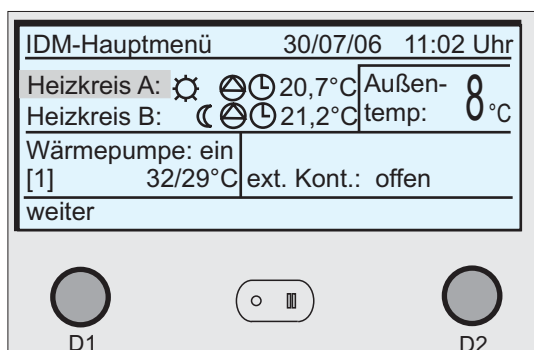 IDM-Hauptmenü 30/07/06 11:02 Uhr
Heizkreis A: 20,7°C Außen-
Heizkreis B: 21,2°C temp: 8 °C
Wärmepumpe: ein
[1] 32/29°C ext. Kont.: offen
weiter
D1 D2